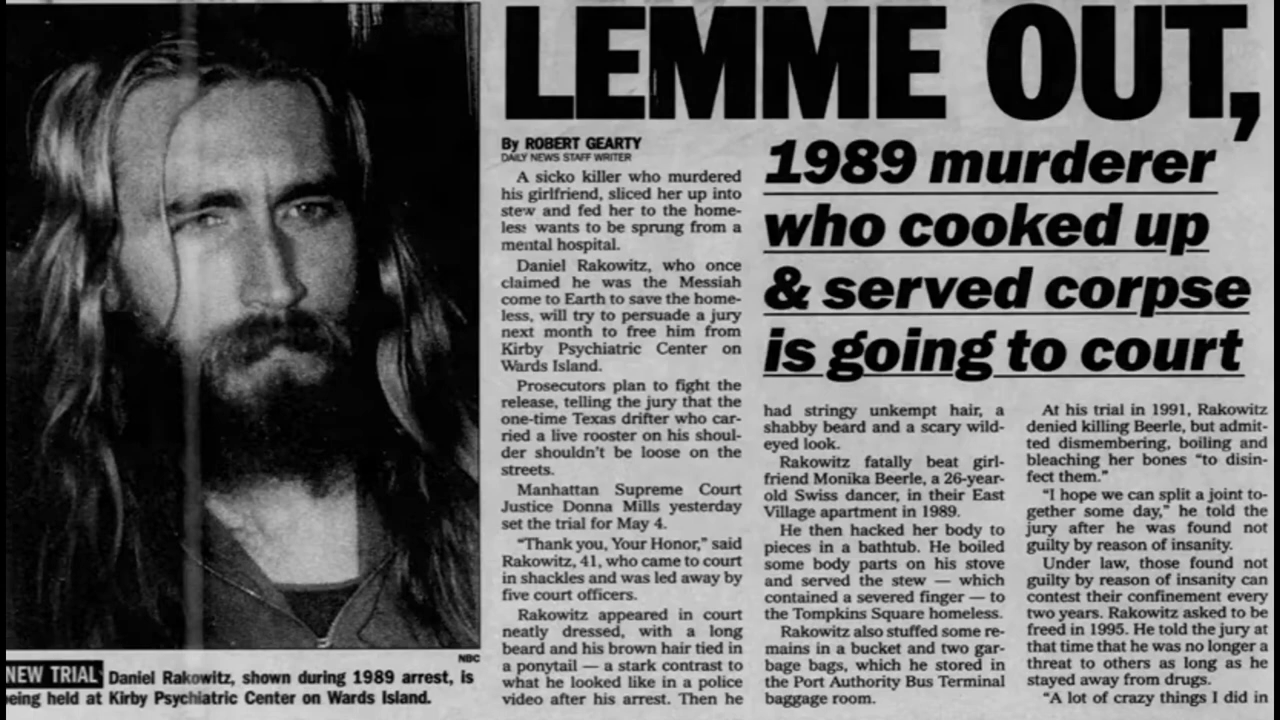 LEMME OUT,
By ROBERT GEARTY
DAILY NEWS STAFF WRITER
A sicko killer who murdered
his girlfriend, sliced her up into
stew and fed her to the home-
less wants to be sprung from a
mental hospital.
Daniel Rakowitz, who once
claimed he was the Messiah
come to Earth to save the home-
less, will try to persuade a jury
next month to free him from
Kirby Psychiatric Center on
Wards Island.
Prosecutors plan to fight the
release, telling the jury that the
one-time Texas drifter who car-
ried a live rooster on his shoul-
der shouldn't be loose on the
streets.
Manhattan Supreme Court
Justice Donna Mills yesterday
set the trial for May 4.
"Thank you, Your Honor," said
Rakowitz, 41, who came to court
in shackles and was led away by
five court officers.
Rakowitz appeared in court
neatly dressed, with a long
beard and his brown hair tied in
a ponytail — a stark contrast to
what he looked like in a police
video after his arrest. Then he
1989 murderer
who cooked up
& served corpse
is going to court
had stringy unkempt hair, a
shabby beard and a scary wild-
eyed look.
Rakowitz fatally beat girl-
friend Monika Beerle, a 26-year-
old Swiss dancer, in their East
Village apartment in 1989.
He then hacked her body to
pieces in a bathtub. He boiled
some body parts on his stove
and served the stew — which
contained a severed finger — to
the Tompkins Square homeless.
Rakowitz also stuffed some re-
mains in a bucket and two gar-
bage bags, which he stored in
the Port Authority Bus Terminal
baggage room.
At his trial in 1991, Rakowitz
denied killing Beerle, but admit-
ted dismembering, boiling and
bleaching her bones "to disin-
fect them."
"I hope we can split a joint to-
gether some day," he told the
jury after he was found not
guilty by reason of insanity.
Under law, those found not
guilty by reason of insanity can
contest their confinement every
two years. Rakowitz asked to be
freed in 1995. He told the jury at
that time that he was no longer a
threat to others as long as he
stayed away from drugs.
"A lot of crazy things I did in
NBC
NEW TRIAL Daniel Rakowitz, shown during 1989 arrest, is
eing held at Kirby Psychiatric Center on Wards Island.